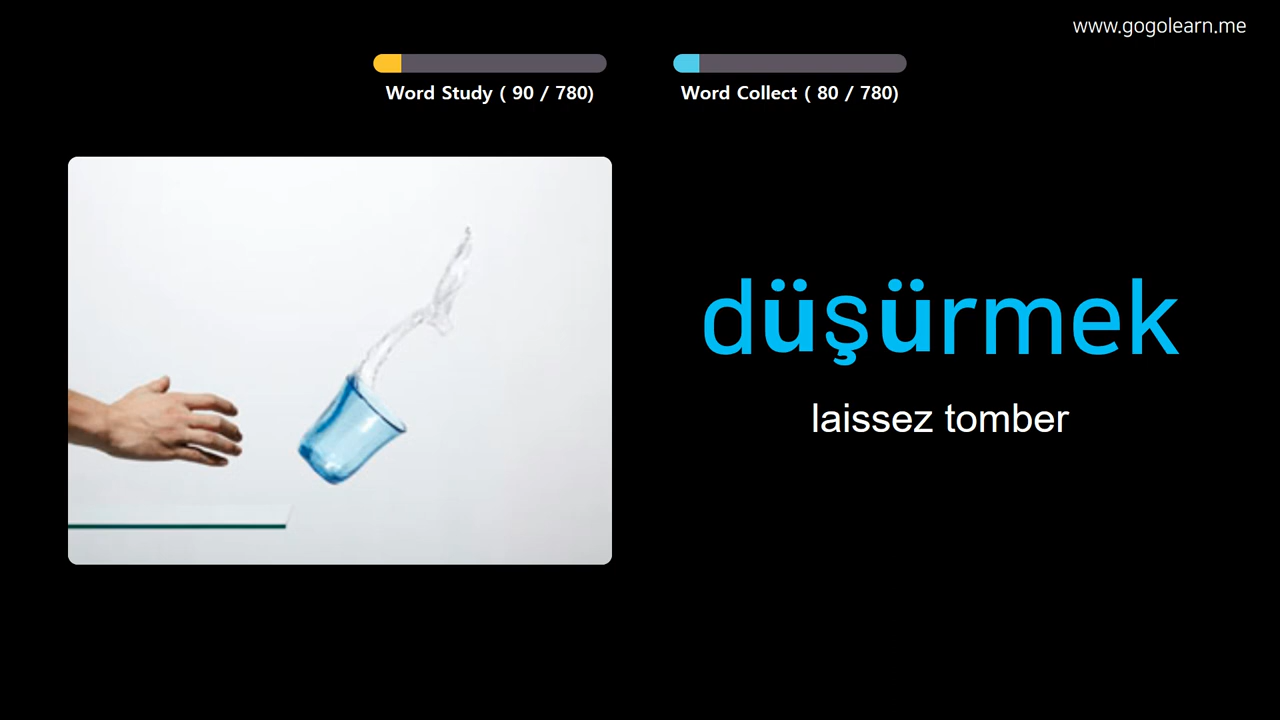 www.gogolearn.me
Word Study ( 90 / 780)
Word Collect ( 80 / 780)
düşürmek
laissez tomber